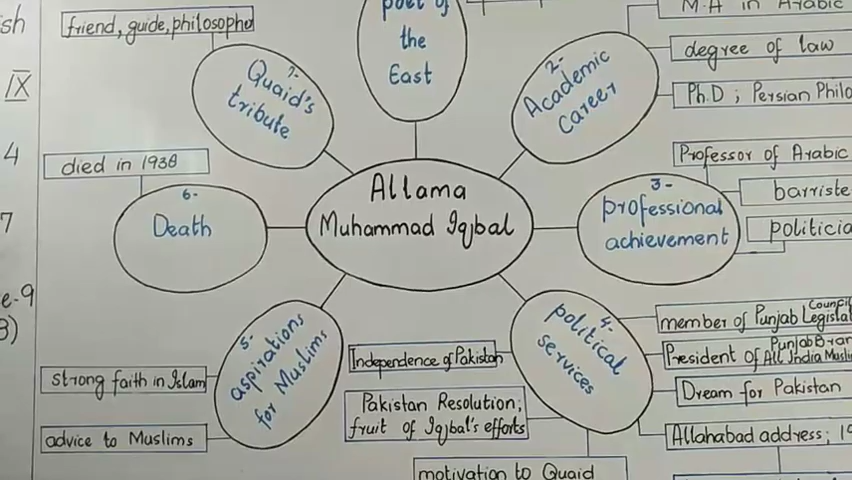 sh
IX
4
7
e-9
3)
friend, guide, philosophe
7-
Quaid's
tribute
poet of
the
East
2-
Academic
career
M.A in Arabic
degree of law
Ph.D ; Persian Philo
died in 1938
6-
Death
Allama
Muhammad Iqbal
3-
professional
achievement
Professor of Arabic
barriste
politicia
5-
aspirations
for Muslims
strong faith in Islam
advice to Muslims
4-
political
services
Independence of Pakistan
Pakistan Resolution;
fruit of Iqbal's efforts
motivation to Quaid
Council
member of Punjab Legislat
Punjab Bran
President of All India Muslim
Dream for Pakistan
Allahabad address; 19